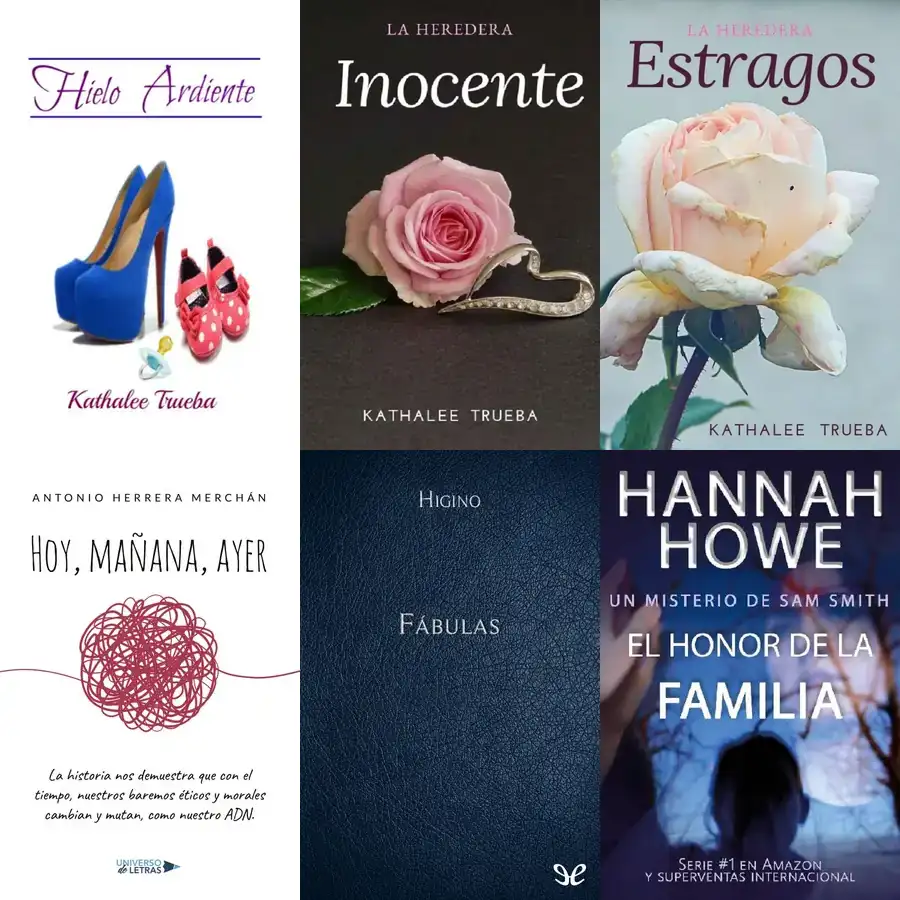 Hielo Ardiente
Kathalee Trueba
LA HEREDERA
Inocente
KATHALEE TRUEBA
LA HEREDERA
Estragos
KATHALEE TRUEBA
ANTONIO HERRERA MERCHÁN
HOY, MAÑANA, AYER
La historia nos demuestra que con el
tiempo, nuestros baremos éticos y morales
cambian y mutan, como nuestro ADN.
UNIVERSO
de LETRAS
HIGINO
FÁBULAS
HANNAH
HOWE
UN MISTERIO DE SAM SMITH
EL HONOR DE LA
FAMILIA
SERIE #1 EN AMAZON
Y SUPERVENTAS INTERNACIONAL